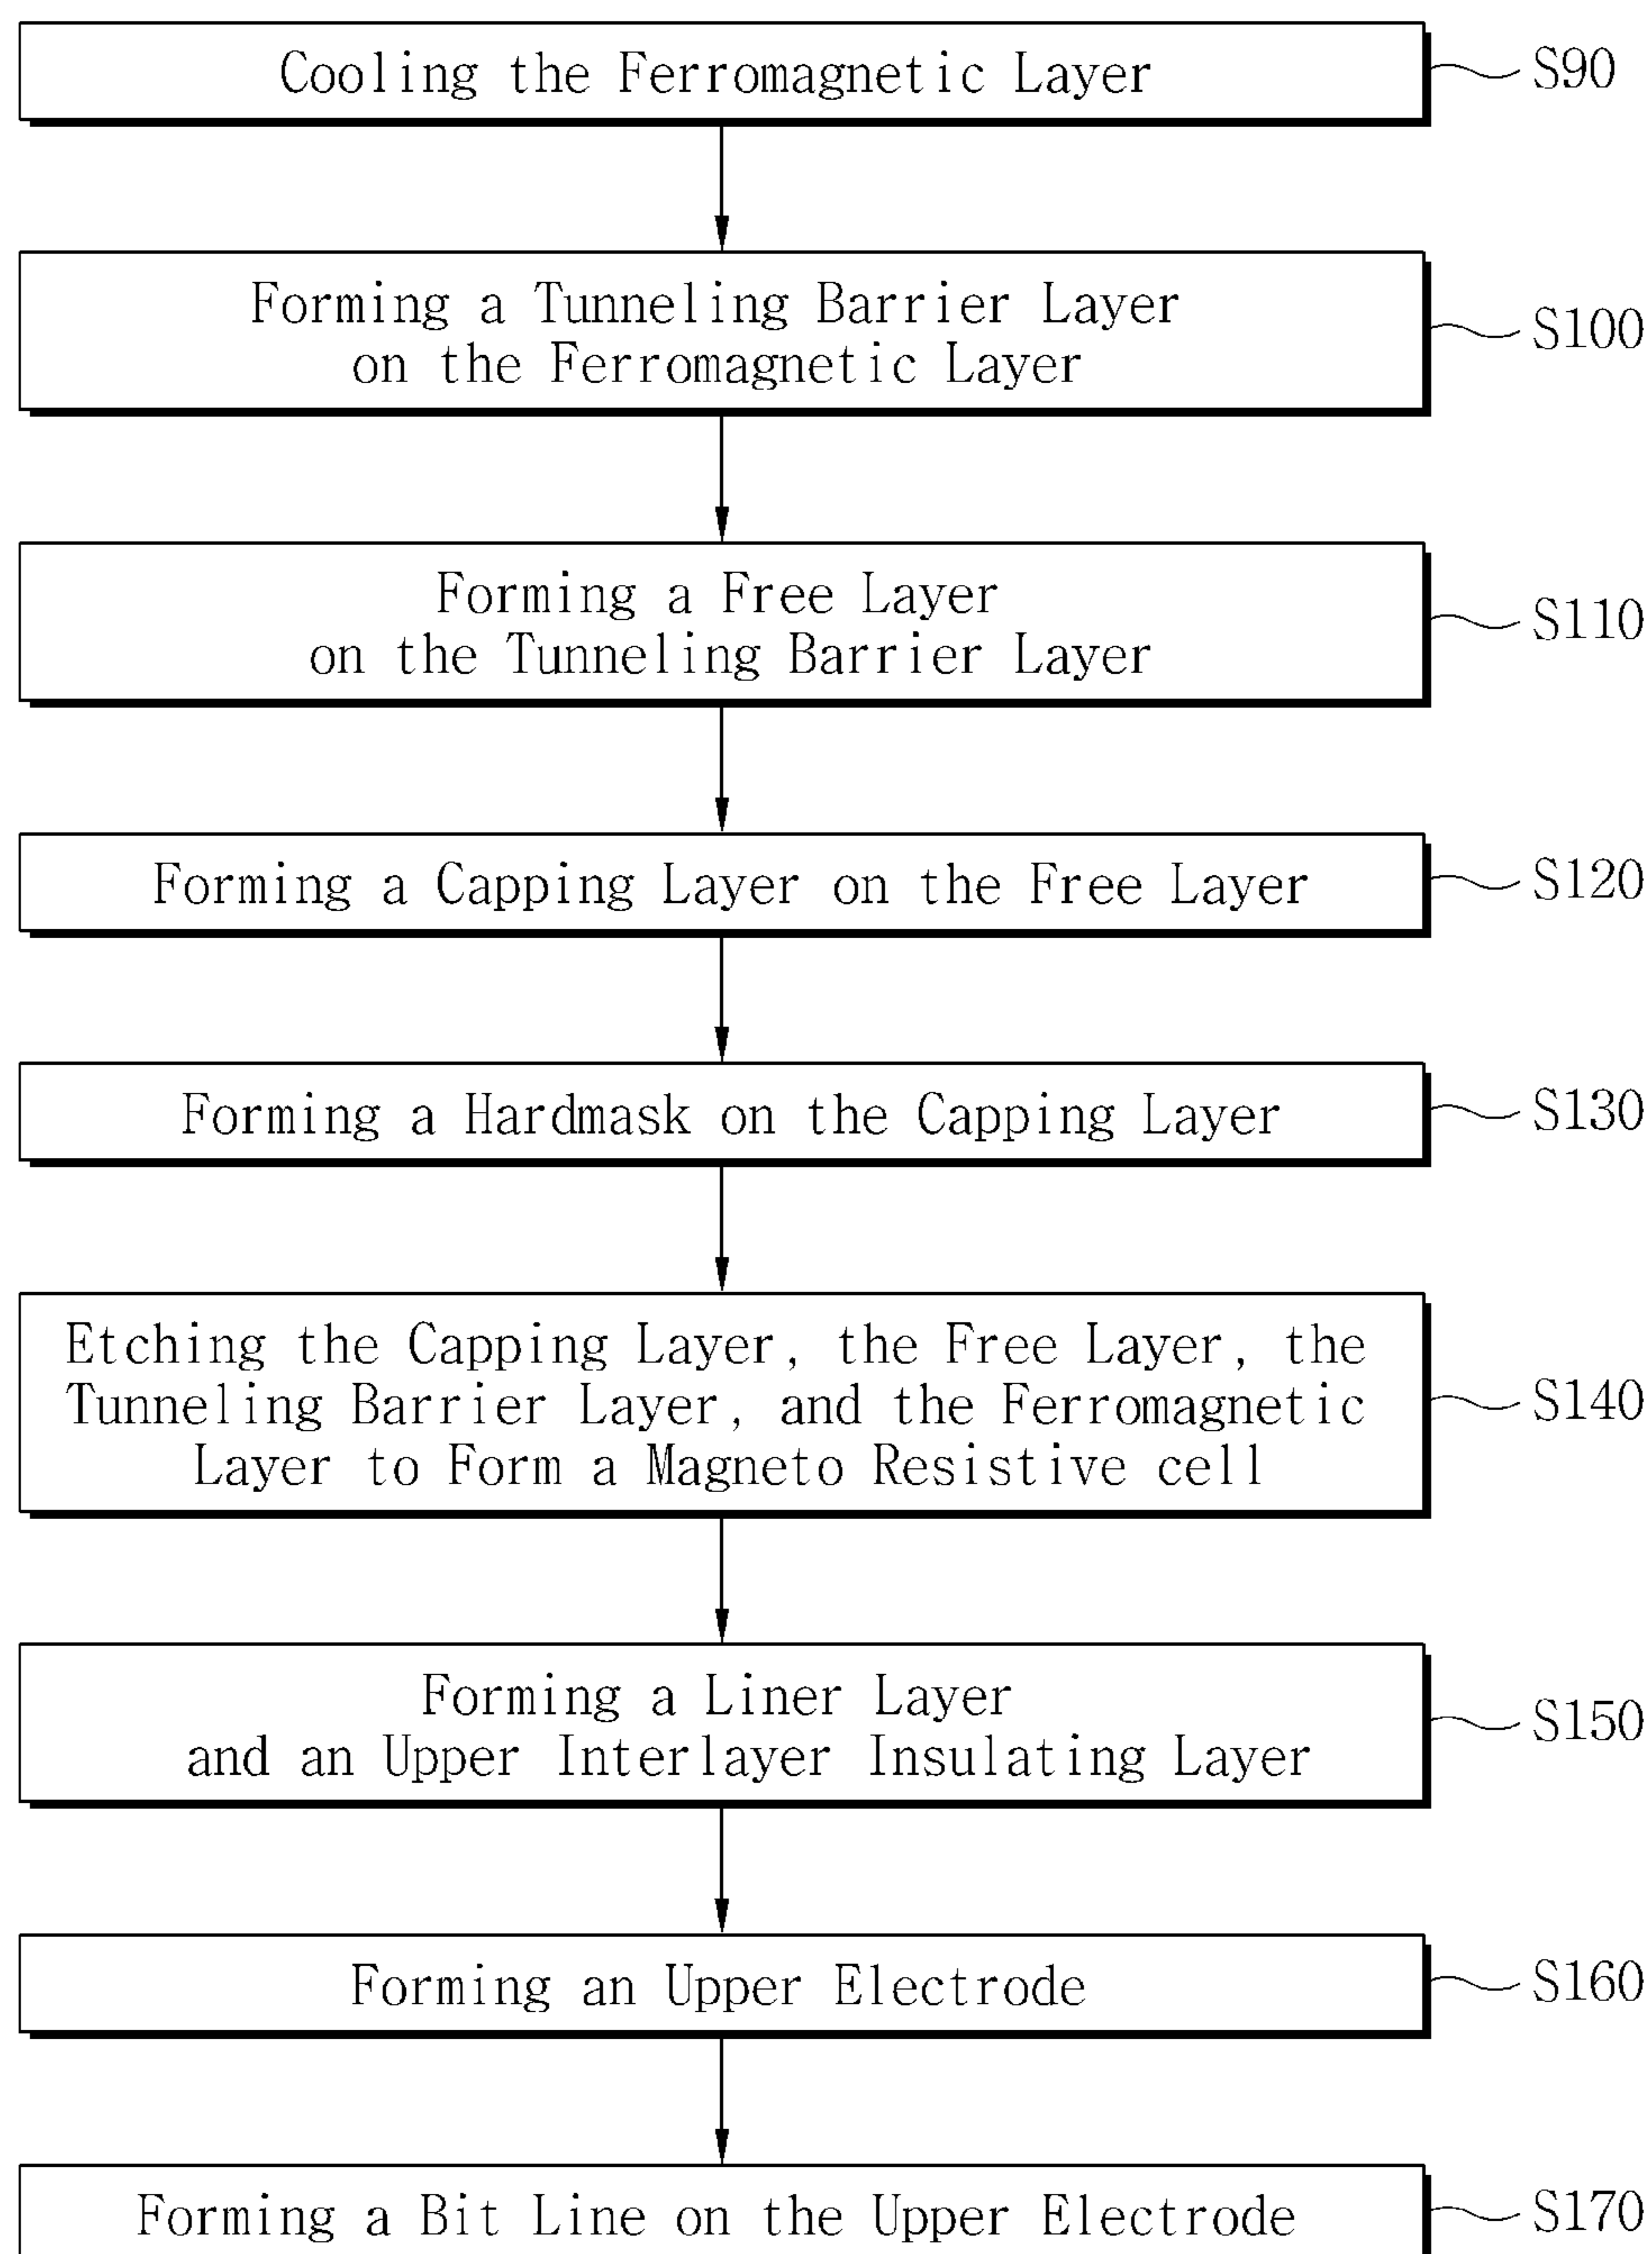 Cooling the Ferromagnetic Layer
S90
Forming a Tunneling Barrier Layer
on the Ferromagnetic Layer
S100
Forming a Free Layer
on the Tunneling Barrier Layer
S110
Forming a Capping Layer on the Free Layer
S120
Forming a Hardmask on the Capping Layer
S130
Etching the Capping Layer, the Free Layer, the
Tunneling Barrier Layer, and the Ferromagnetic
Layer to Form a Magneto Resistive cell
S140
Forming a Liner Layer
and an Upper Interlayer Insulating Layer
S150
Forming an Upper Electrode
S160
Forming a Bit Line on the Upper Electrode
S170